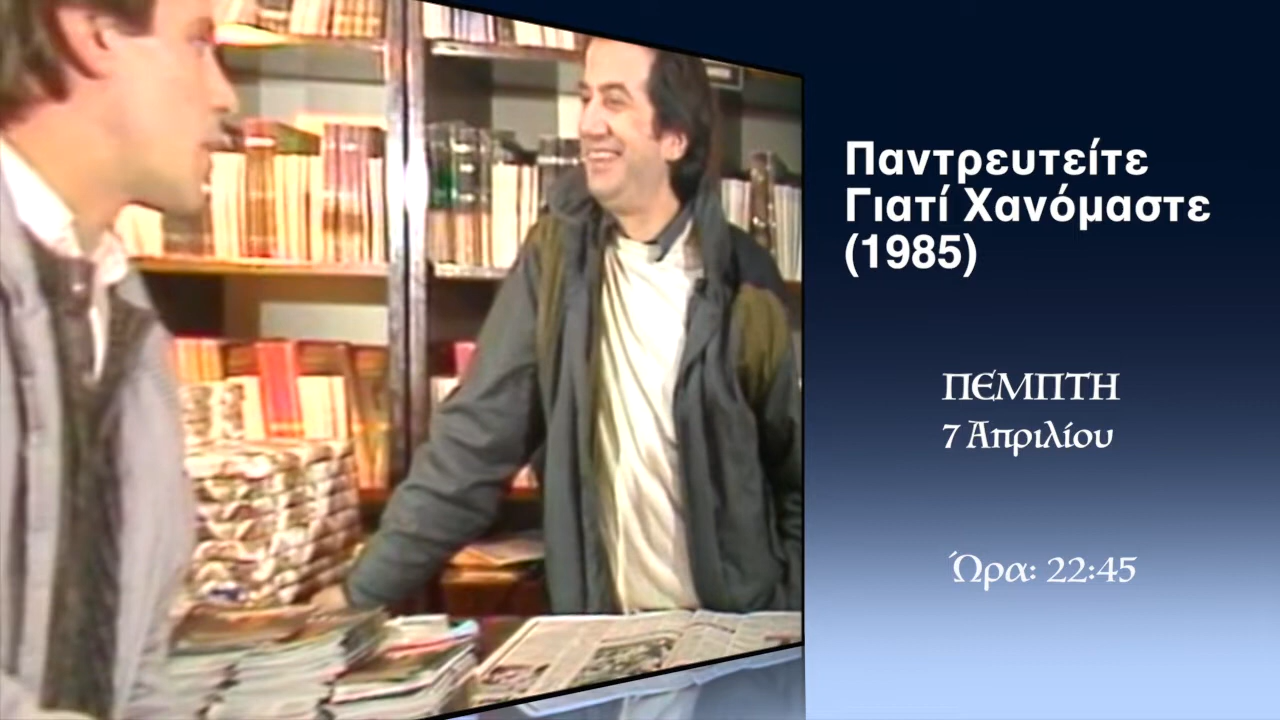 Παντρευτείτε
Γιατί Χανόμαστε
(1985)
ΠΕΜΠΤΗ
7 Απριλίου
Ώρα: 22:45